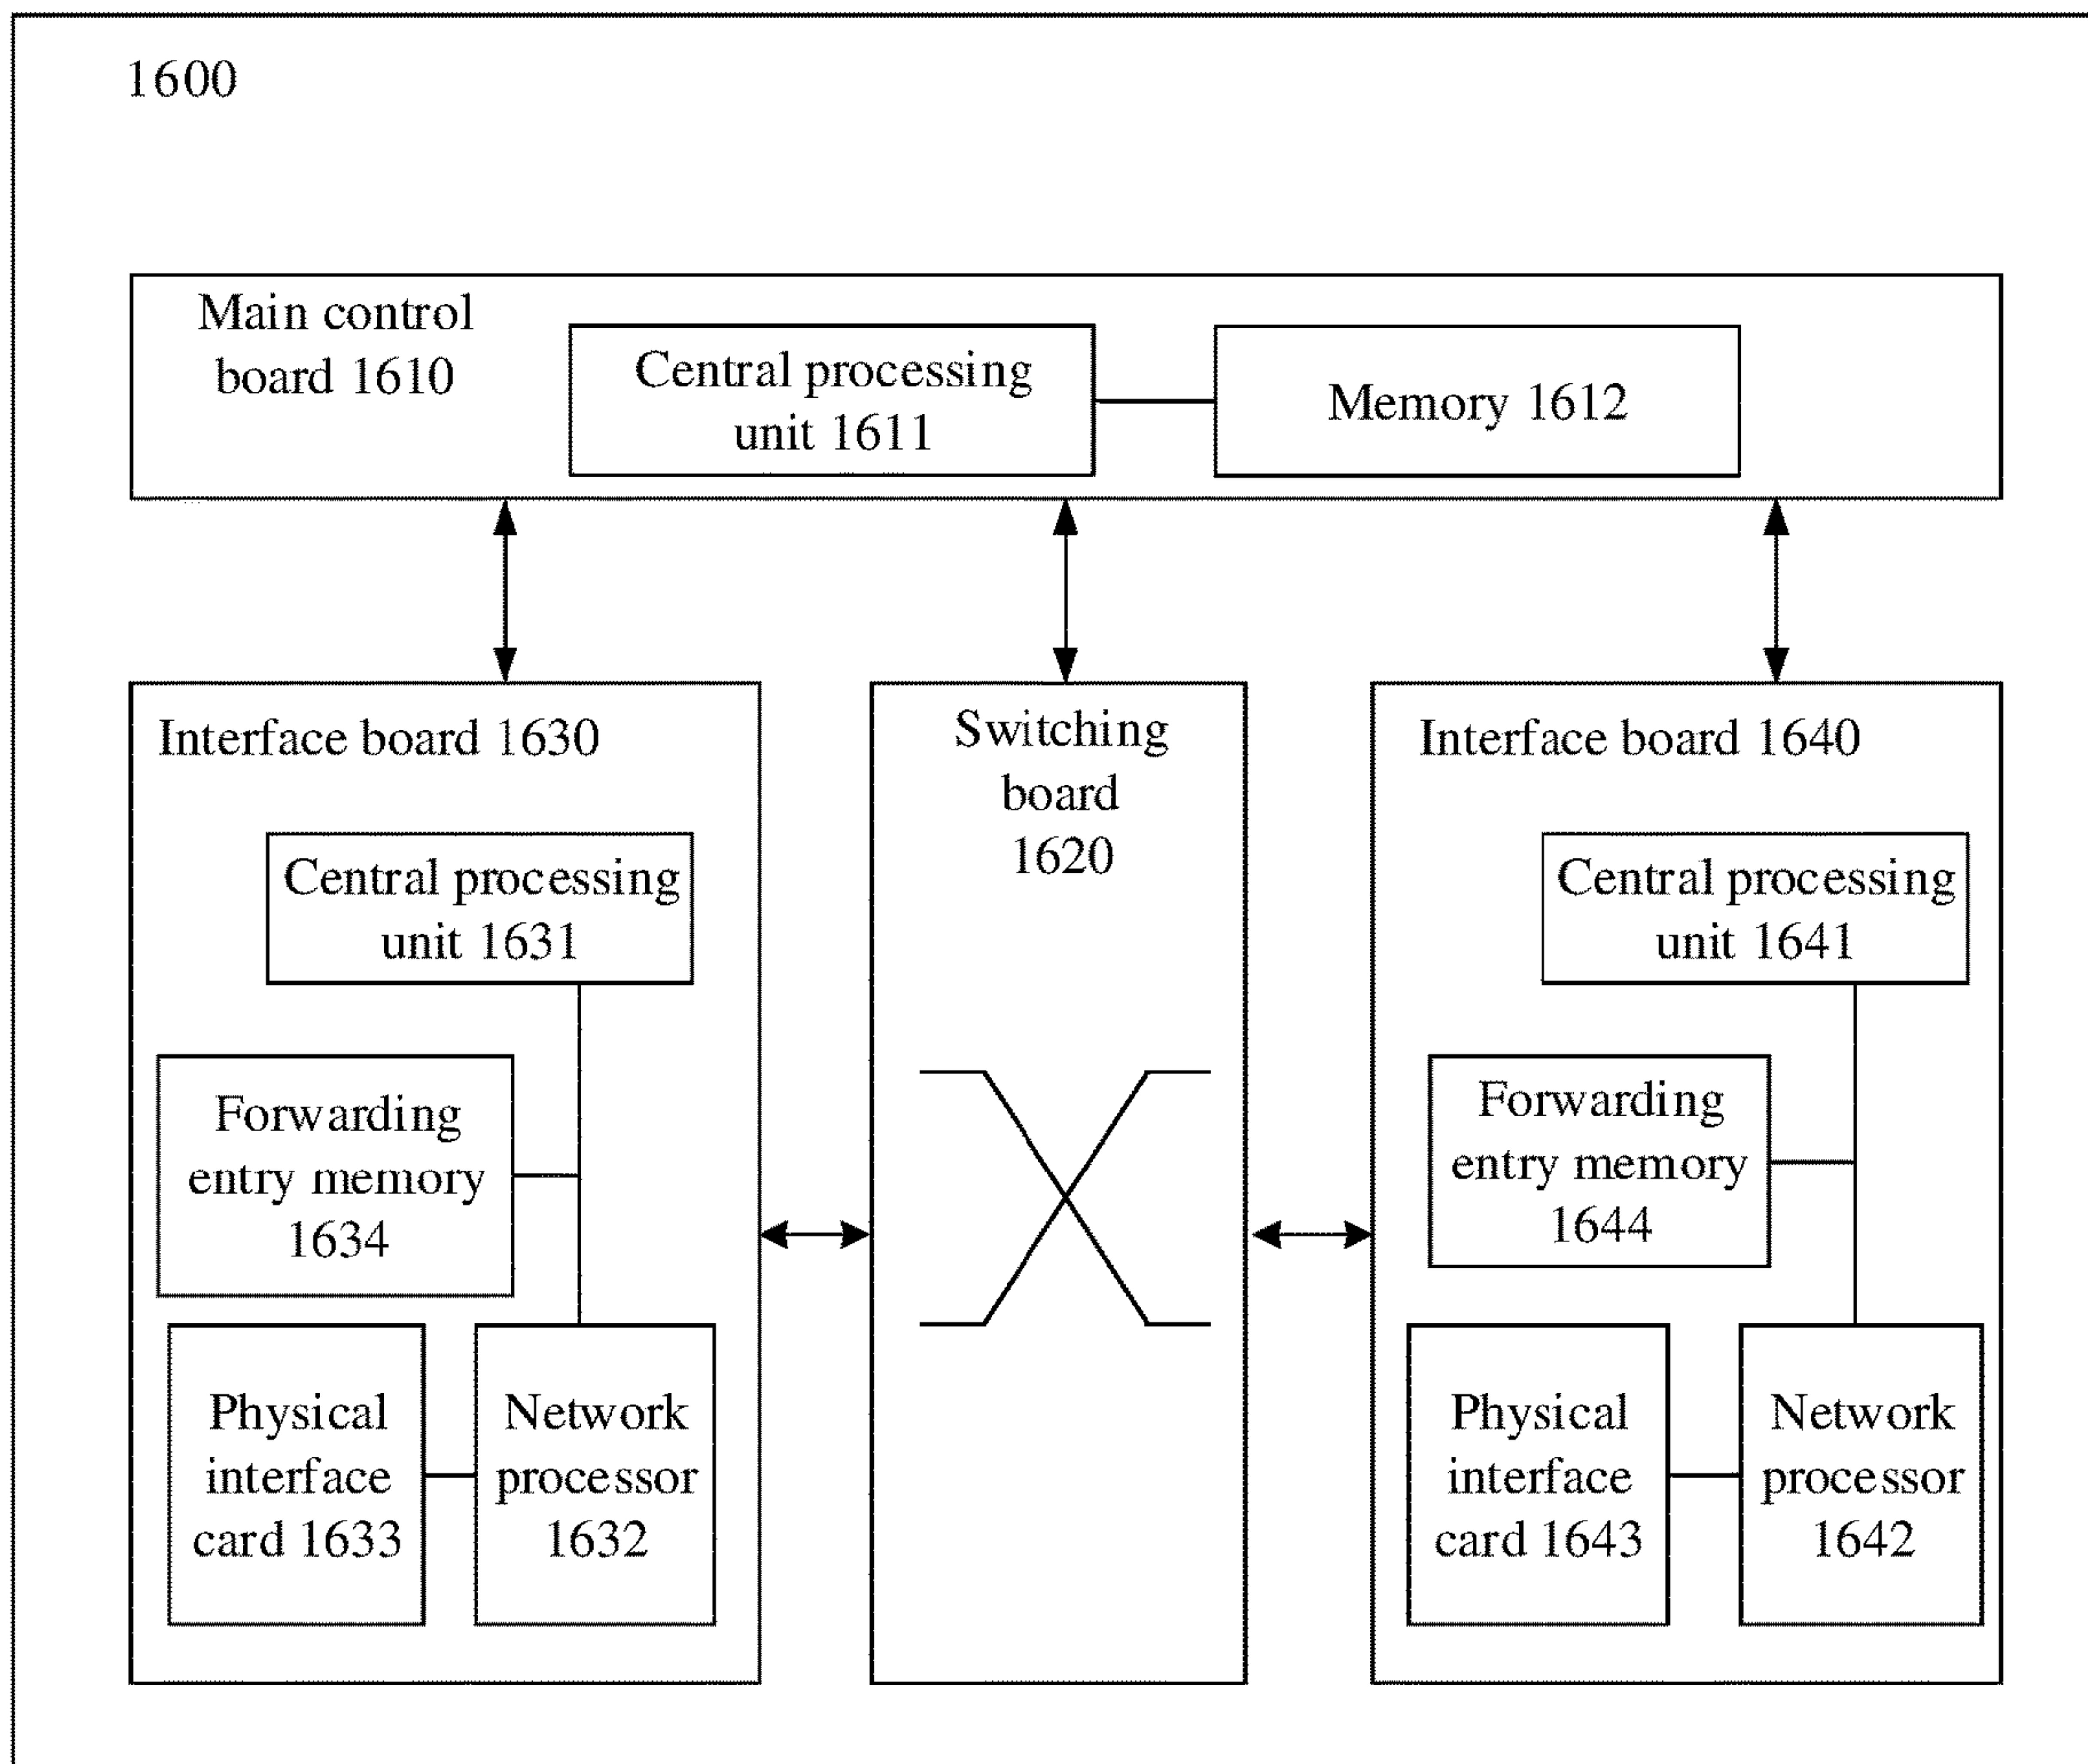 1600
Main control
board 1610
Central processing
unit 1611
Memory 1612
Interface board 1630
Central processing
unit 1631
Forwarding
entry memory
1634
Physical
interface
card 1633
Network
processor
1632
Switching
board
1620
Interface board 1640
Central processing
unit 1641
Forwarding
entry memory
1644
Physical
interface
card 1643
Network
processor
1642